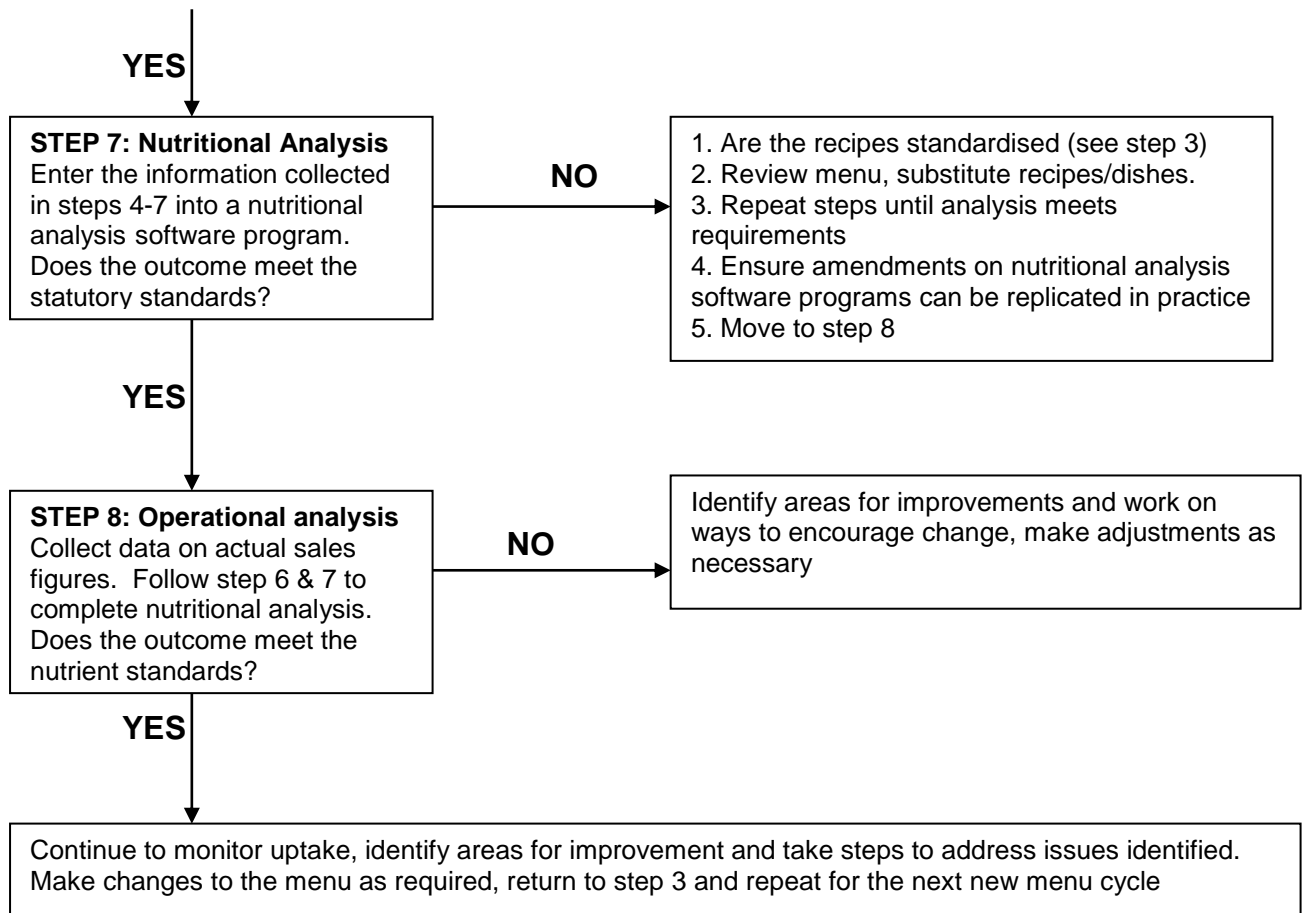 YES
STEP 7: Nutritional Analysis
Enter the information collected
in steps 4-7 into a nutritional
analysis software program.
Does the outcome meet the
statutory standards?
NO
1. Are the recipes standardised (see step 3)
2. Review menu, substitute recipes/dishes.
3. Repeat steps until analysis meets
requirements
4. Ensure amendments on nutritional analysis
software programs can be replicated in practice
5. Move to step 8
YES
STEP 8: Operational analysis
Collect data on actual sales
figures.  Follow step 6 & 7 to
complete nutritional analysis.
Does the outcome meet the
nutrient standards?
NO
Identify areas for improvements and work on
ways to encourage change, make adjustments as
necessary
YES
Continue to monitor uptake, identify areas for improvement and take steps to address issues identified.
Make changes to the menu as required, return to step 3 and repeat for the next new menu cycle